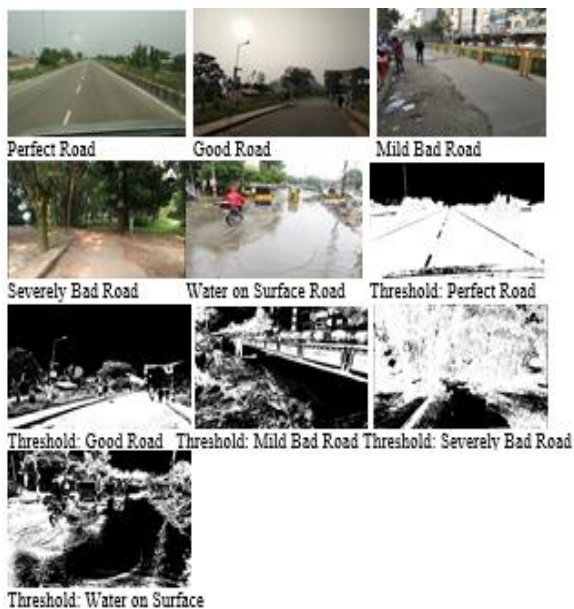 Perfect Road
Good Road
Mild Bad Road
Severely Bad Road
Water on Surface Road
Threshold: Perfect Road
Threshold: Good Road
Threshold: Mild Bad Road
Threshold: Severely Bad Road
Threshold: Water on Surface